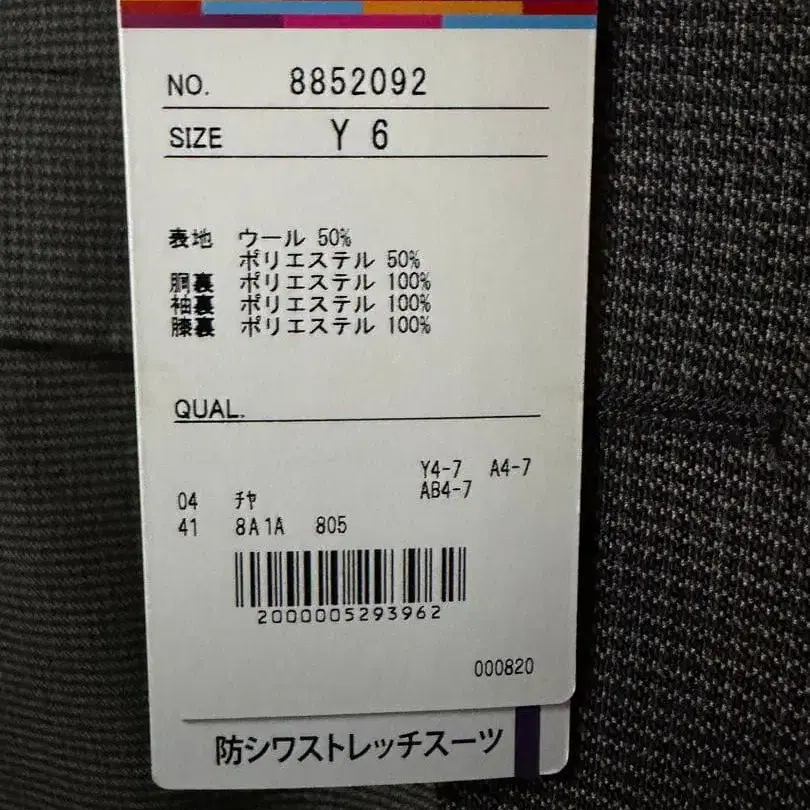 NO. 8852092
SIZE Y 6
表地 ウール 50%
ポリエステル 50%
胴裏 ポリエステル 100%
袖裏 ポリエステル 100%
膝裏 ポリエステル 100%
QUAL.
Y4-7 A4-7
AB4-7
04 ﾁﾔ
41 8A1A 805
2000005293962
000820
防シワストレッチスーツ